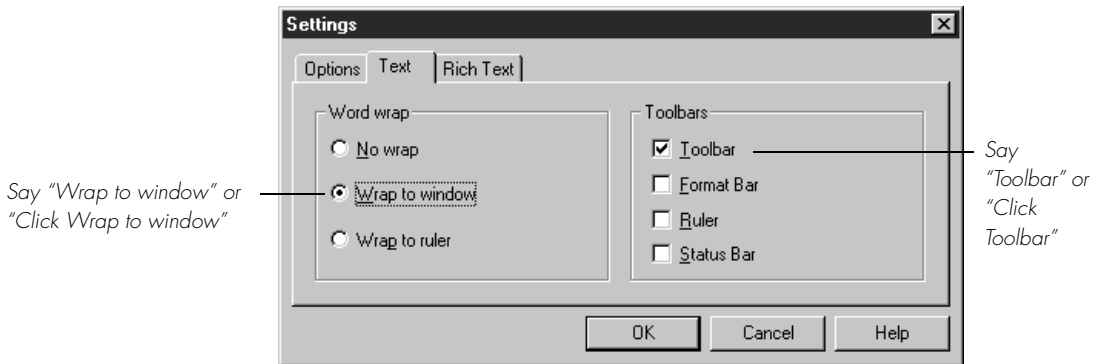 Settings
Options Text Rich Text
Word wrap
No wrap
Wrap to window
Wrap to ruler
Toolbars
Toolbar
Format Bar
Ruler
Status Bar
OK Cancel Help
Say “Wrap to window” or
“Click Wrap to window”
Say
“Toolbar” or
“Click
Toolbar”